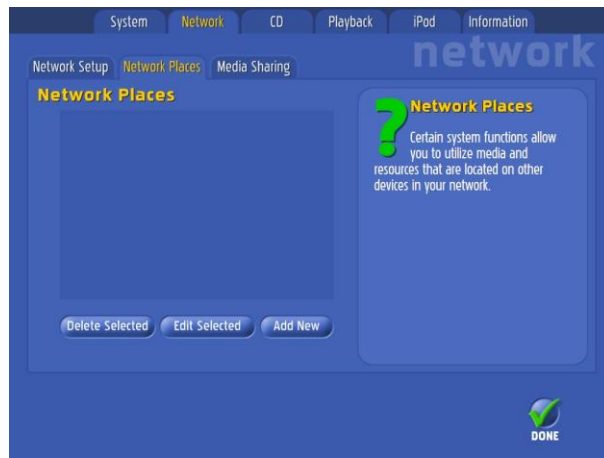 System Network CD Playback iPod Information
network
Network Setup Network Places Media Sharing
Network Places
Network Places
Certain system functions allow
you to utilize media and
resources that are located on other
devices in your network.
Delete Selected Edit Selected Add New
DONE